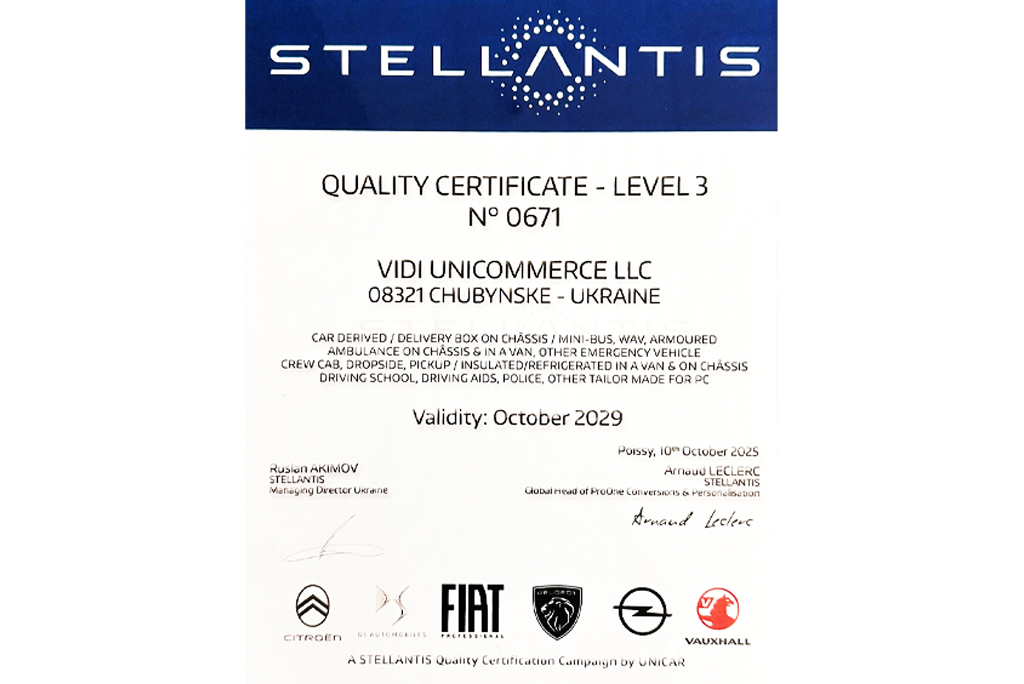 STELLANTIS
QUALITY CERTIFICATE - LEVEL 3
Nº 0671
VIDI UNICOMMERCE LLC
08321 CHUBYNSKE - UKRAINE
CAR DERIVED / DELIVERY BOX ON CHÂSSIS / MINI-BUS, WAV, ARMOURED
AMBULANCE ON CHÂSSIS & IN A VAN, OTHER EMERGENCY VEHICLE
CREW CAB, DROPSIDE, PICKUP / INSULATED/REFRIGERATED IN A VAN & ON CHÂSSIS
DRIVING SCHOOL, DRIVING AIDS, POLICE, OTHER TAILOR MADE FOR PC
Validity: October 2029
Poissy, 10th October 2025
Ruslan AKIMOV
STELLANTIS
Managing Director Ukraine
Arnaud LECLERC
STELLANTIS
Global Head of ProOne Conversions & Personalisation
Arnaud Leclerc
CITROËN
DS AUTOMOBILES
FIAT
PROFESSIONAL
PEUGEOT
VAUXHALL
A STELLANTIS Quality Certification Campaign by UNICAR